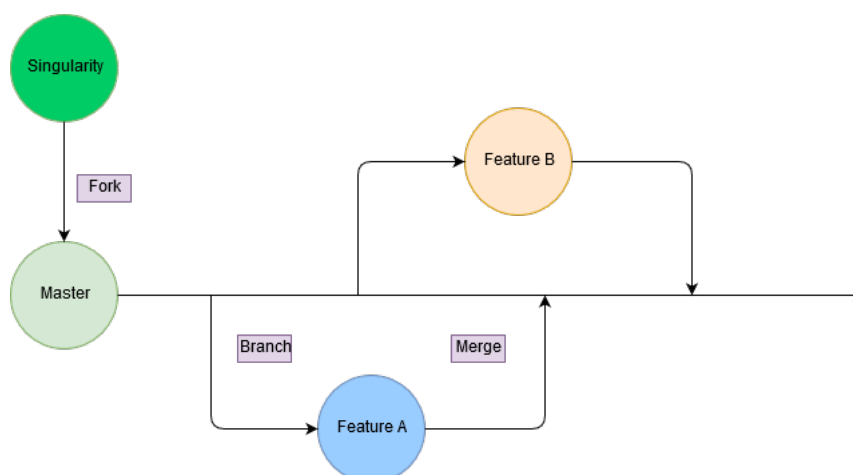 Singularity
Fork
Feature B
Master
Branch
Merge
Feature A